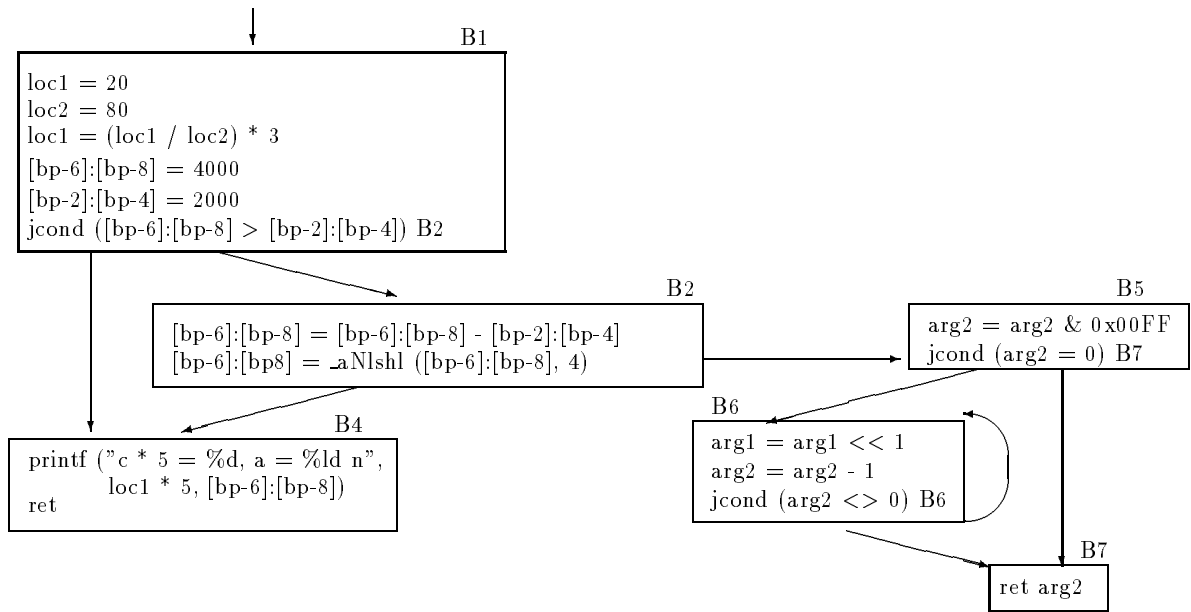 B1
loc1 = 20
loc2 = 80
loc1 = (loc1 / loc2) * 3
[bp-6]:[bp-8] = 4000
[bp-2]:[bp-4] = 2000
jcond ([bp-6]:[bp-8] > [bp-2]:[bp-4]) B2
B2
[bp-6]:[bp-8] = [bp-6]:[bp-8] - [bp-2]:[bp-4]
[bp-6]:[bp8] = _aNlshl ([bp-6]:[bp-8], 4)
B5
arg2 = arg2 & 0x00FF
jcond (arg2 = 0) B7
B4
printf ("c * 5 = %d, a = %ld n",
loc1 * 5, [bp-6]:[bp-8])
ret
B6
arg1 = arg1 << 1
arg2 = arg2 - 1
jcond (arg2 <> 0) B6
B7
ret arg2